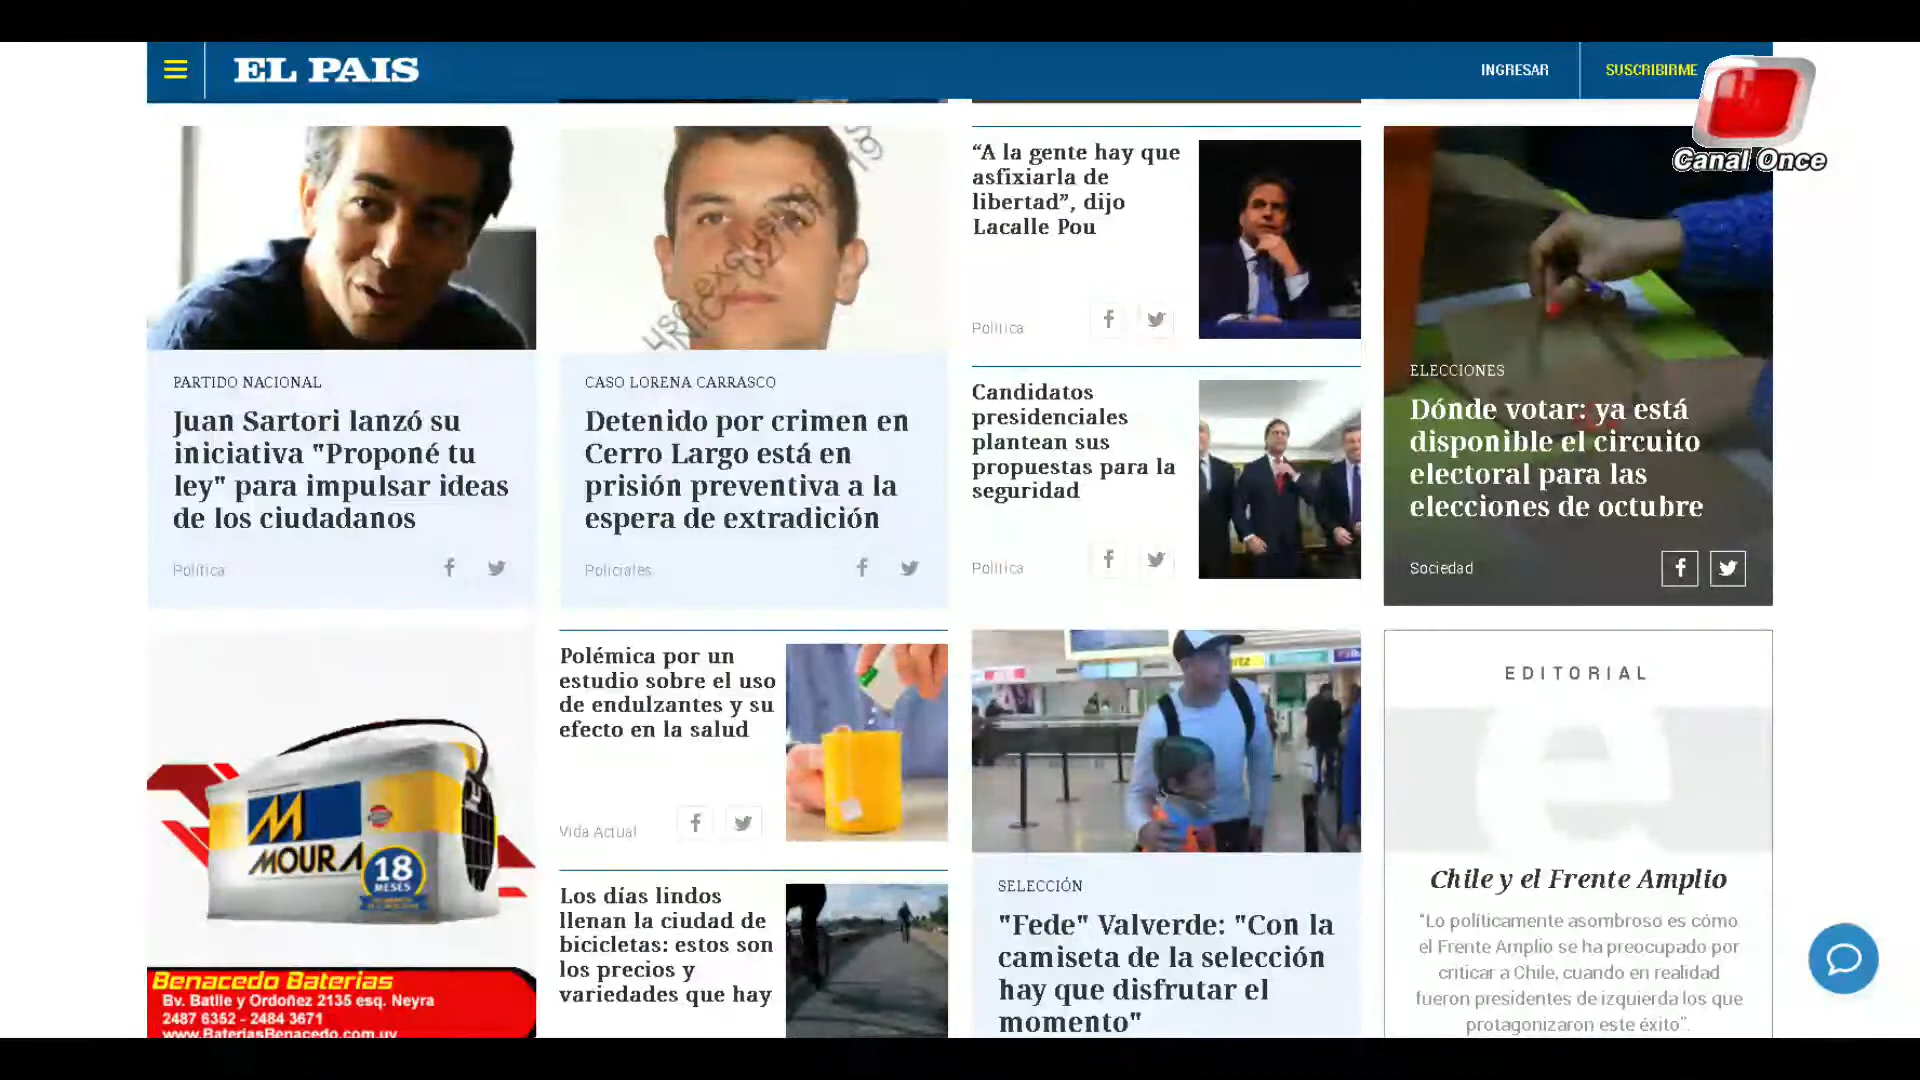 EL PAIS
INGRESAR
SUSCRIBIRME
Canal Once
PARTIDO NACIONAL
Juan Sartori lanzó su
iniciativa "Proponé tu
ley" para impulsar ideas
de los ciudadanos
Política
19
CASO LORENA CARRASCO
Detenido por crimen en
Cerro Largo está en
prisión preventiva a la
espera de extradición
Policiales
“A la gente hay que
asfixiarla de
libertad”, dijo
Lacalle Pou
Política
Candidatos
presidenciales
plantean sus
propuestas para la
seguridad
Política
ELECCIONES
Dónde votar: ya está
disponible el circuito
electoral para las
elecciones de octubre
Sociedad
MOURA
18
MESES
Benacedo Baterias
Bv. Batlle y Ordoñez 2135 esq. Neyra
2487 6352 - 2484 3671
www.BateriasBenacedo.com.uy
Polémica por un
estudio sobre el uso
de endulzantes y su
efecto en la salud
Vida Actual
Los días lindos
llenan la ciudad de
bicicletas: estos son
los precios y
variedades que hay
SELECCIÓN
"Fede" Valverde: "Con la
camiseta de la selección
hay que disfrutar el
momento"
EDITORIAL
e
Chile y el Frente Amplio
“Lo políticamente asombroso es cómo
el Frente Amplio se ha preocupado por
criticar a Chile, cuando en realidad
fueron presidentes de izquierda los que
protagonizaron este éxito”.